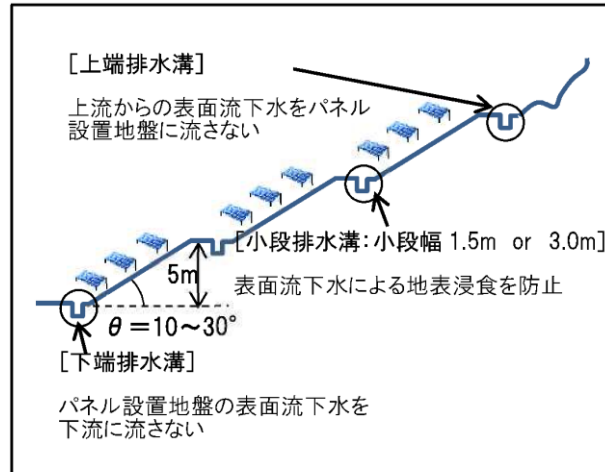 [上端排水溝]
上流からの表面流下水をパネル
設置地盤に流さない
[小段排水溝:小段幅 1.5m or 3.0m]
5m
表面流下水による地表浸食を防止
θ=10～30°
[下端排水溝]
パネル設置地盤の表面流下水を
下流に流さない